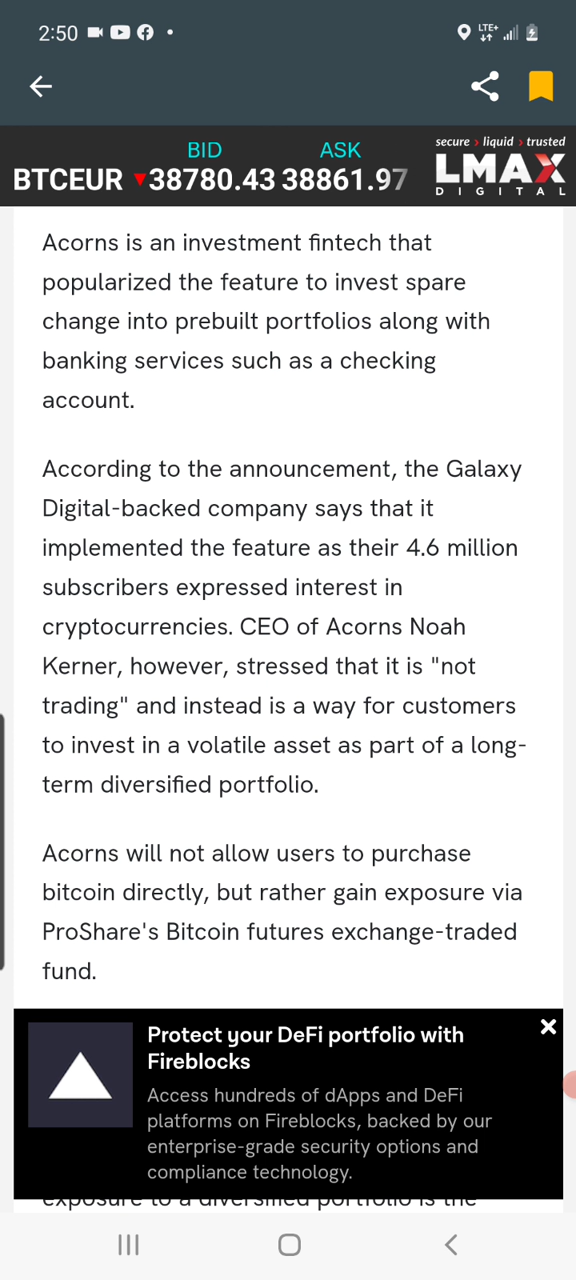 2:50
LTE+
BID ASK
BTCEUR ▼38780.43 38861.97
secure › liquid › trusted
LMAX
DIGITAL
Acorns is an investment fintech that
popularized the feature to invest spare
change into prebuilt portfolios along with
banking services such as a checking
account.
According to the announcement, the Galaxy
Digital-backed company says that it
implemented the feature as their 4.6 million
subscribers expressed interest in
cryptocurrencies. CEO of Acorns Noah
Kerner, however, stressed that it is "not
trading" and instead is a way for customers
to invest in a volatile asset as part of a long-
term diversified portfolio.
Acorns will not allow users to purchase
bitcoin directly, but rather gain exposure via
ProShare's Bitcoin futures exchange-traded
fund.
Protect your DeFi portfolio with
Fireblocks
Access hundreds of dApps and DeFi
platforms on Fireblocks, backed by our
enterprise-grade security options and
compliance technology.
exposure to a diversified portfolio is the